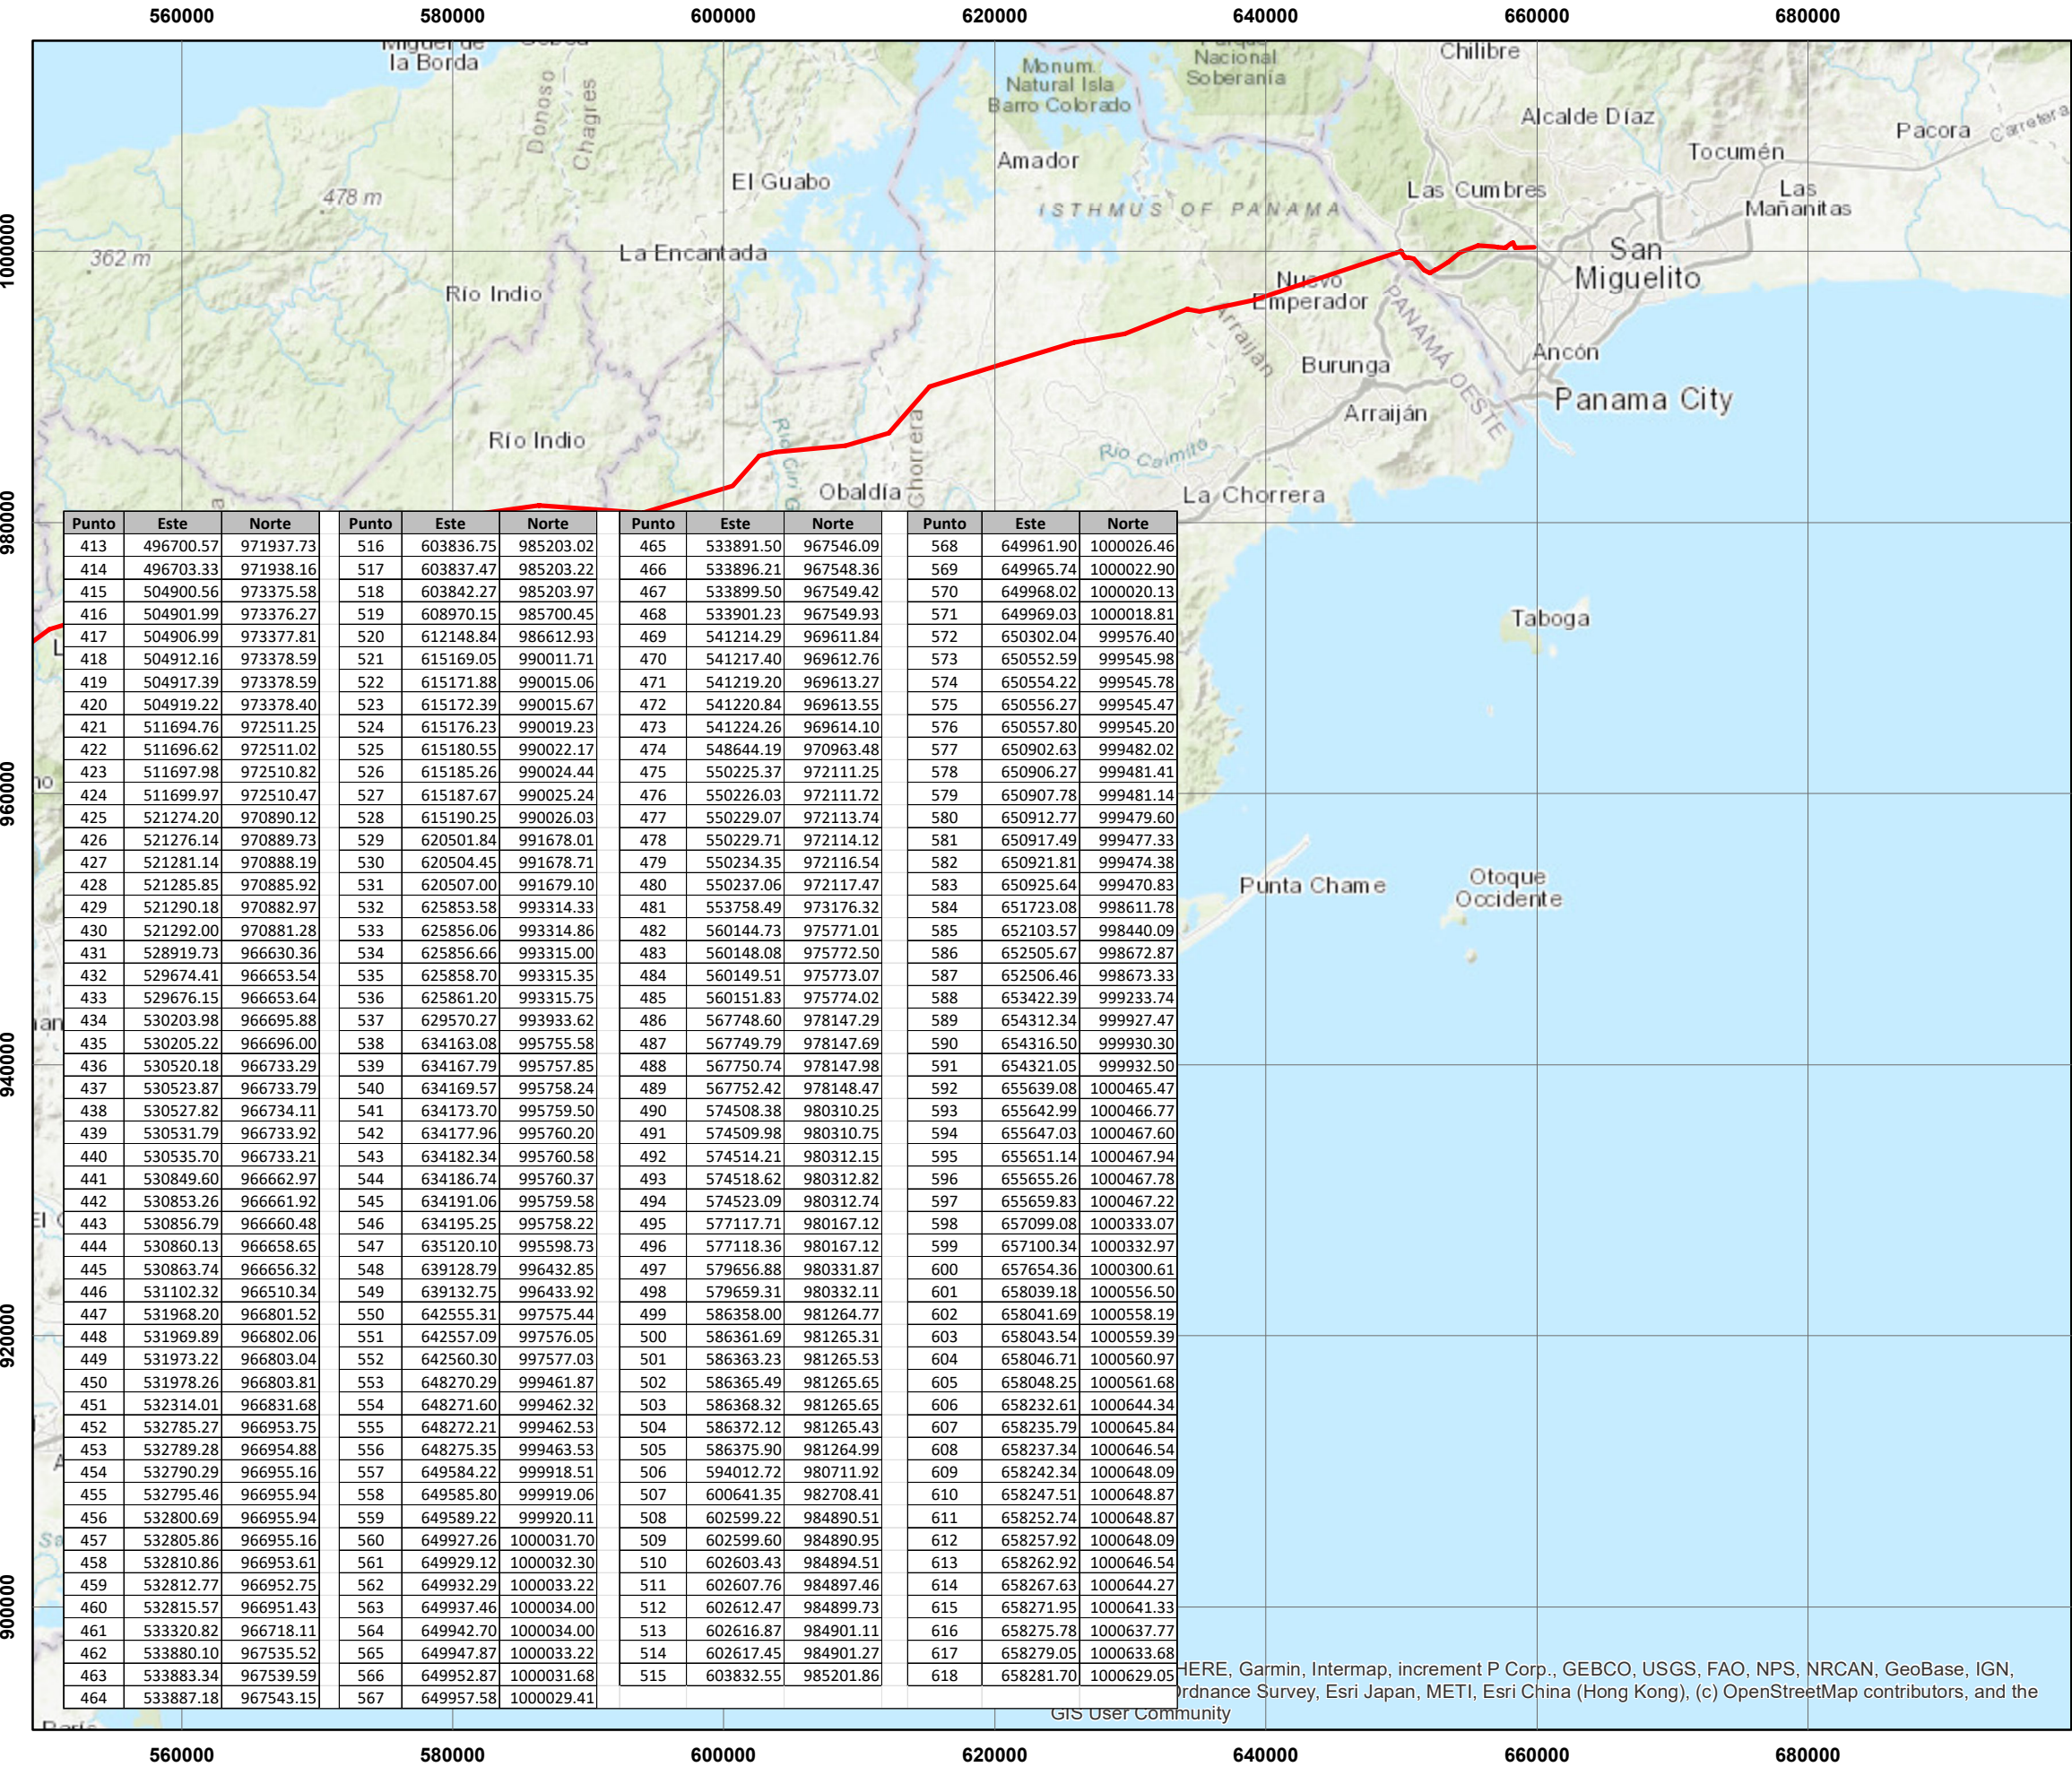 560000 580000 600000 620000 640000 660000 680000
Miguel de
la Borda
Donoso
Chagres
Monum.
Natural Isla
Barro Colorado
Parque
Nacional
Soberanía
Chilibre
Alcalde Díaz
Tocumén
Pacora
Carretera
Amador
El Guabo
Las Cumbres
Las
Mañanitas
478 m
ISTHMUS OF PANAMA
362 m
La Encantada
San
Miguelito
Río Indio
Nuevo
Emperador
Arraiján
PANAMÁ OESTE
Burunga
Ancón
Panama City
Arraiján
Río Indio
Chorrera
Río Caimito
Obaldía
La Chorrera
Taboga
Punta Chame
Otoque
Occidente
1000000
980000
960000
940000
920000
900000
Punto Este Norte Punto Este Norte Punto Este Norte Punto Este Norte
413 496700.57 971937.73 516 603836.75 985203.02 465 533891.50 967546.09 568 649961.90 1000026.46
414 496703.33 971938.16 517 603837.47 985203.22 466 533896.21 967548.36 569 649965.74 1000022.90
415 504900.56 973375.58 518 603842.27 985203.97 467 533899.50 967549.42 570 649968.02 1000020.13
416 504901.99 973376.27 519 608970.15 985700.45 468 533901.23 967549.93 571 649969.03 1000018.81
417 504906.99 973377.81 520 612148.84 986612.93 469 541214.29 969611.84 572 650302.04 999576.40
418 504912.16 973378.59 521 615169.05 990011.71 470 541217.40 969612.76 573 650552.59 999545.98
419 504917.39 973378.59 522 615171.88 990015.06 471 541219.20 969613.27 574 650554.22 999545.78
420 504919.22 973378.40 523 615172.39 990015.67 472 541220.84 969613.55 575 650556.27 999545.47
421 511694.76 972511.25 524 615176.23 990019.23 473 541224.26 969614.10 576 650557.80 999545.20
422 511696.62 972511.02 525 615180.55 990022.17 474 548644.19 970963.48 577 650902.63 999482.02
423 511697.98 972510.82 526 615185.26 990024.44 475 550225.37 972111.25 578 650906.27 999481.41
424 511699.97 972510.47 527 615187.67 990025.24 476 550226.03 972111.72 579 650907.78 999481.14
425 521274.20 970890.12 528 615190.25 990026.03 477 550229.07 972113.74 580 650912.77 999479.60
426 521276.14 970889.73 529 620501.84 991678.01 478 550229.71 972114.12 581 650917.49 999477.33
427 521281.14 970888.19 530 620504.45 991678.71 479 550234.35 972116.54 582 650921.81 999474.38
428 521285.85 970885.92 531 620507.00 991679.10 480 550237.06 972117.47 583 650925.64 999470.83
429 521290.18 970882.97 532 625853.58 993314.33 481 553758.49 973176.32 584 651723.08 998611.78
430 521292.00 970881.28 533 625856.06 993314.86 482 560144.73 975771.01 585 652103.57 998440.09
431 528919.73 966630.36 534 625856.66 993315.00 483 560148.08 975772.50 586 652505.67 998672.87
432 529674.41 966653.54 535 625858.70 993315.35 484 560149.51 975773.07 587 652506.46 998673.33
433 529676.15 966653.64 536 625861.20 993315.75 485 560151.83 975774.02 588 653422.39 999233.74
434 530203.98 966695.88 537 629570.27 993933.62 486 567748.60 978147.29 589 654312.34 999927.47
435 530205.22 966696.00 538 634163.08 995755.58 487 567749.79 978147.69 590 654316.50 999930.30
436 530520.18 966733.29 539 634167.79 995757.85 488 567750.74 978147.98 591 654321.05 999932.50
437 530523.87 966733.79 540 634169.57 995758.24 489 567752.42 978148.47 592 655639.08 1000465.47
438 530527.82 966734.11 541 634173.70 995759.50 490 574508.38 980310.25 593 655642.99 1000466.77
439 530531.79 966733.92 542 634177.96 995760.20 491 574509.98 980310.75 594 655647.03 1000467.60
440 530535.70 966733.21 543 634182.34 995760.58 492 574514.21 980312.15 595 655651.14 1000467.94
441 530849.60 966662.97 544 634186.74 995760.37 493 574518.62 980312.82 596 655655.26 1000467.78
442 530853.26 966661.92 545 634191.06 995759.58 494 574523.09 980312.74 597 655659.83 1000467.22
443 530856.79 966660.48 546 634195.25 995758.22 495 577117.71 980167.12 598 657099.08 1000333.07
444 530860.13 966658.65 547 635120.10 995598.73 496 577118.36 980167.12 599 657100.34 1000332.97
445 530863.74 966656.32 548 639128.79 996432.85 497 579656.88 980331.87 600 657654.36 1000300.61
446 531102.32 966510.34 549 639132.75 996433.92 498 579659.31 980332.11 601 658039.18 1000556.50
447 531968.20 966801.52 550 642555.31 997575.44 499 586358.00 981264.77 602 658041.69 1000558.19
448 531969.89 966802.06 551 642557.09 997576.05 500 586361.69 981265.31 603 658043.54 1000559.39
449 531973.22 966803.04 552 642560.30 997577.03 501 586363.23 981265.53 604 658046.71 1000560.97
450 531978.26 966803.81 553 648270.29 999461.87 502 586365.49 981265.65 605 658048.25 1000561.68
451 532314.01 966831.68 554 648271.60 999462.32 503 586368.32 981265.65 606 658232.61 1000644.34
452 532785.27 966953.75 555 648272.21 999462.53 504 586372.12 981265.43 607 658235.79 1000645.84
453 532789.28 966954.88 556 648275.35 999463.53 505 586375.90 981264.99 608 658237.34 1000646.54
454 532790.29 966955.16 557 649584.22 999918.51 506 594012.72 980711.92 609 658242.34 1000648.09
455 532795.46 966955.94 558 649585.80 999919.06 507 600641.35 982708.41 610 658247.51 1000648.87
456 532800.69 966955.94 559 649589.22 999920.11 508 602599.22 984890.51 611 658252.74 1000648.87
457 532805.86 966955.16 560 649927.26 1000031.70 509 602599.60 984890.95 612 658257.92 1000648.09
458 532810.86 966953.61 561 649929.12 1000032.30 510 602603.43 984894.51 613 658262.92 1000646.54
459 532812.77 966952.75 562 649932.29 1000033.22 511 602607.76 984897.46 614 658267.63 1000644.27
460 532815.57 966951.43 563 649937.46 1000034.00 512 602612.47 984899.73 615 658271.95 1000641.33
461 533320.82 966718.11 564 649942.70 1000034.00 513 602616.87 984901.11 616 658275.78 1000637.77
462 533880.10 967535.52 565 649947.87 1000033.22 514 602617.45 984901.27 617 658279.05 1000633.68
463 533883.34 967539.59 566 649952.87 1000031.68 515 603832.55 985201.86 618 658281.70 1000629.05
464 533887.18 967543.15 567 649957.58 1000029.41
HERE, Garmin, Intermap, increment P Corp., GEBCO, USGS, FAO, NPS, NRCAN, GeoBase, IGN,
Ordnance Survey, Esri Japan, METI, Esri China (Hong Kong), (c) OpenStreetMap contributors, and the
GIS User Community
560000 580000 600000 620000 640000 660000 680000